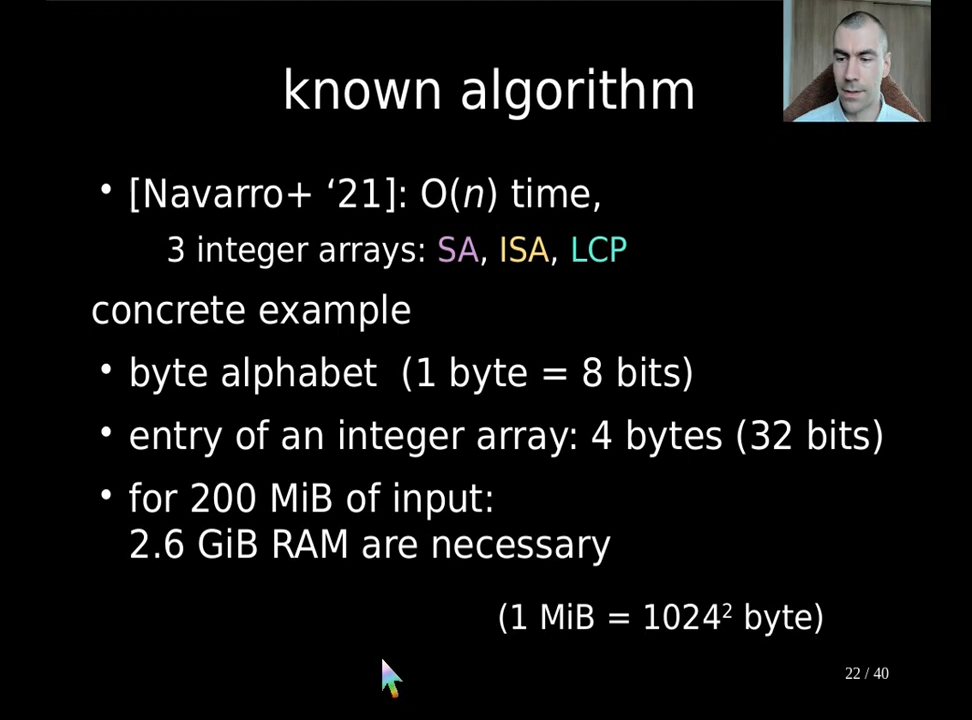 known algorithm
• [Navarro+ ‘21]: O(n) time,
3 integer arrays: SA, ISA, LCP
concrete example
• byte alphabet (1 byte = 8 bits)
• entry of an integer array: 4 bytes (32 bits)
• for 200 MiB of input:
2.6 GiB RAM are necessary
(1 MiB = 1024² byte)
22 / 40